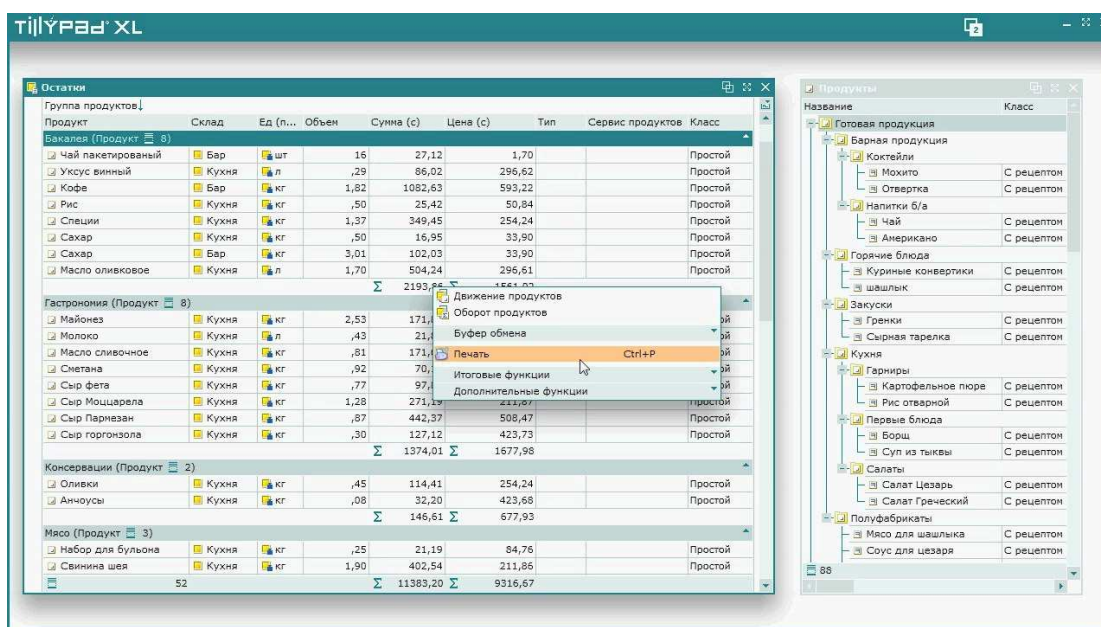 TillYPad XL
2
Остатки
Группа продуктов↓
Продукт Склад Ед (п... Объем Сумма (с) Цена (с) Тип Сервис продуктов Класс
Бакалея (Продукт 8)
Чай пакетированый Бар шт 16 27,12 1,70 Простой
Уксус винный Кухня л ,29 86,02 296,62 Простой
Кофе Бар кг 1,82 1082,63 593,22 Простой
Рис Кухня кг ,50 25,42 50,84 Простой
Специи Кухня кг 1,37 349,45 254,24 Простой
Сахар Кухня кг ,50 16,95 33,90 Простой
Сахар Бар кг 3,01 102,03 33,90 Простой
Масло оливковое Кухня л 1,70 504,24 296,61 Простой
Σ 2193,86 Σ
Гастрономия (Продукт 8)
Майонез Кухня кг 2,53
Молоко Кухня л ,43
Масло сливочное Кухня кг ,81
Сметана Кухня кг ,92
Сыр фета Кухня кг ,77
Сыр Моццарела Кухня кг 1,28 271,19 211,87 Простой
Сыр Пармезан Кухня кг ,87 442,37 508,47 Простой
Сыр горгонзола Кухня кг ,30 127,12 423,73 Простой
Σ 1374,01 Σ 1677,98
Консервации (Продукт 2)
Оливки Кухня кг ,45 114,41 254,24 Простой
Анчоусы Кухня кг ,08 32,20 423,68 Простой
Σ 146,61 Σ 677,93
Мясо (Продукт 3)
Набор для бульона Кухня кг ,25 21,19 84,76 Простой
Свинина шея Кухня кг 1,90 402,54 211,86 Простой
52 Σ 11383,20 Σ 9316,67
Движение продуктов
Оборот продуктов
Буфер обмена
Печать Ctrl+P
Итоговые функции
Дополнительные функции
Продукты
Название Класс
Готовая продукция
Барная продукция
Коктейли
Мохито С рецептом
Отвертка С рецептом
Напитки б/а
Чай С рецептом
Американо С рецептом
Горячие блюда
Куриные конвертики С рецептом
шашлык С рецептом
Закуски
Гренки С рецептом
Сырная тарелка С рецептом
Кухня
Гарниры
Картофельное пюре С рецептом
Рис отварной С рецептом
Первые блюда
Борщ С рецептом
Суп из тыквы С рецептом
Салаты
Салат Цезарь С рецептом
Салат Греческий С рецептом
Полуфабрикаты
Мясо для шашлыка С рецептом
Соус для цезаря С рецептом
88